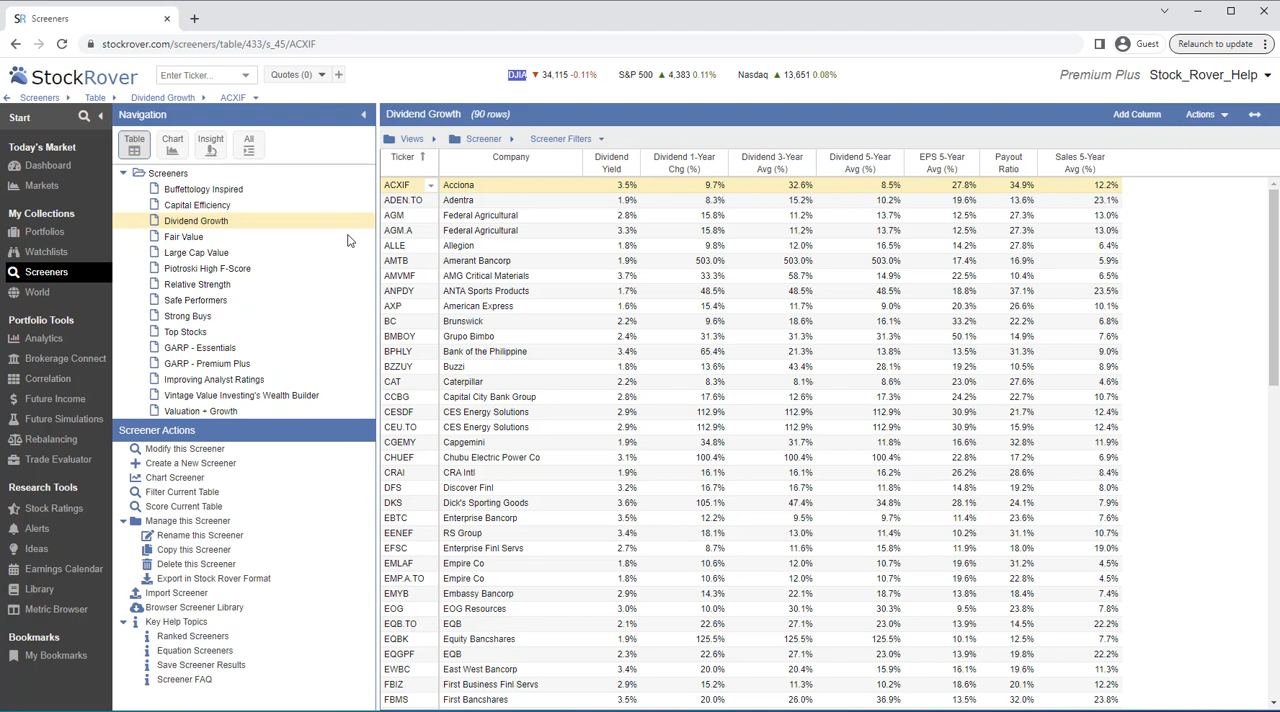 SR Screeners
stockrover.com/screeners/table/433/s_45/ACXIF
Guest
Relaunch to update
StockRover
Enter Ticker...
Quotes (0)
DJIA ▼ 34,115 -0.11% S&P 500 ▲ 4,383 0.11% Nasdaq ▲ 13,651 0.08%
Premium Plus Stock_Rover_Help
Screeners Table Dividend Growth ACXIF
Start
Today's Market
Dashboard
Markets
My Collections
Portfolios
Watchlists
Screeners
World
Portfolio Tools
Analytics
Brokerage Connect
Correlation
Future Income
Future Simulations
Rebalancing
Trade Evaluator
Research Tools
Stock Ratings
Alerts
Ideas
Earnings Calendar
Library
Metric Browser
Bookmarks
My Bookmarks
Navigation
Table Chart Insight All
Screeners
Buffettology Inspired
Capital Efficiency
Dividend Growth
Fair Value
Large Cap Value
Piotroski High F-Score
Relative Strength
Safe Performers
Strong Buys
Top Stocks
GARP - Essentials
GARP - Premium Plus
Improving Analyst Ratings
Vintage Value Investing's Wealth Builder
Valuation + Growth
Screener Actions
Modify this Screener
Create a New Screener
Chart Screener
Filter Current Table
Score Current Table
Manage this Screener
Rename this Screener
Copy this Screener
Delete this Screener
Export in Stock Rover Format
Import Screener
Browser Screener Library
Key Help Topics
Ranked Screeners
Equation Screeners
Save Screener Results
Screener FAQ
Dividend Growth (90 rows)
Add Column Actions
Views Screener Screener Filters
Ticker Company Dividend Yield Dividend 1-Year Chg (%) Dividend 3-Year Avg (%) Dividend 5-Year Avg (%) EPS 5-Year Avg (%) Payout Ratio Sales 5-Year Avg (%)
ACXIF Acciona 3.5% 9.7% 32.6% 8.5% 27.8% 34.9% 12.2%
ADEN.TO Adentra 1.9% 8.3% 15.2% 10.2% 19.6% 13.6% 23.1%
AGM Federal Agricultural 2.8% 15.8% 11.2% 13.7% 12.5% 27.3% 13.0%
AGM.A Federal Agricultural 3.3% 15.8% 11.2% 13.7% 12.5% 27.3% 13.0%
ALLE Allegion 1.8% 9.8% 12.0% 16.5% 14.2% 27.8% 6.4%
AMTB Amerant Bancorp 1.9% 503.0% 503.0% 503.0% 17.4% 16.9% 5.9%
AMVMF AMG Critical Materials 3.7% 33.3% 58.7% 14.9% 22.5% 10.4% 6.5%
ANPDY ANTA Sports Products 1.7% 48.5% 48.5% 48.5% 31.8% 37.1% 23.5%
AXP American Express 1.6% 15.4% 11.7% 9.0% 20.3% 26.6% 10.1%
BC Brunswick 2.2% 9.6% 18.6% 16.1% 33.2% 22.2% 6.8%
BMBOY Grupo Bimbo 2.4% 31.3% 31.3% 31.3% 50.1% 14.9% 7.6%
BPHLY Bank of the Philippine 3.4% 65.4% 21.3% 13.8% 13.5% 31.3% 9.0%
BZZUY Buzzi 1.8% 13.6% 43.4% 28.1% 19.2% 10.5% 8.9%
CAT Caterpillar 2.2% 8.3% 8.1% 8.6% 23.0% 27.6% 4.6%
CCBG Capital City Bank Group 2.8% 17.6% 12.6% 17.3% 24.2% 22.7% 10.7%
CESDF CES Energy Solutions 2.9% 112.9% 112.9% 112.9% 30.9% 21.7% 12.4%
CEU.TO CES Energy Solutions 2.9% 112.9% 112.9% 112.9% 30.9% 15.9% 12.4%
CGEMY Capgemini 1.9% 34.8% 31.7% 11.8% 16.6% 32.8% 11.9%
CHUEF Chubu Electric Power Co 3.1% 100.4% 100.4% 100.4% 22.8% 17.2% 6.9%
CRAI CRA Intl 1.9% 16.1% 16.1% 16.2% 26.2% 28.6% 8.4%
DFS Discover Finl 3.2% 16.7% 16.7% 11.8% 14.8% 19.2% 8.0%
DKS Dick's Sporting Goods 3.6% 105.1% 47.4% 34.8% 28.1% 24.1% 7.9%
EBTC Enterprise Bancorp 3.5% 12.2% 9.5% 9.7% 11.4% 23.6% 7.6%
EENEF RS Group 3.4% 18.1% 13.0% 11.4% 10.2% 31.1% 10.7%
EFSC Enterprise Finl Servs 2.7% 8.7% 11.6% 15.8% 11.9% 18.0% 19.0%
EMLAF Empire Co 1.8% 10.6% 12.0% 10.7% 19.6% 31.2% 4.5%
EMP.A.TO Empire Co 1.8% 10.6% 12.0% 10.7% 19.6% 22.8% 4.5%
EMYB Embassy Bancorp 2.9% 14.3% 22.1% 18.7% 13.8% 18.4% 7.4%
EOG EOG Resources 3.0% 10.0% 30.1% 30.3% 9.5% 23.8% 7.8%
EQB.TO EQB 2.1% 22.6% 27.1% 23.0% 13.9% 14.5% 22.2%
EQBK Equity Bancshares 1.9% 125.5% 125.5% 125.5% 10.1% 12.5% 7.7%
EQGPF EQB 2.3% 22.6% 27.1% 23.0% 13.9% 19.8% 22.2%
EWBC East West Bancorp 3.4% 20.0% 20.4% 15.9% 16.1% 19.6% 11.3%
FBIZ First Business Finl Servs 2.9% 15.2% 11.3% 10.2% 18.6% 20.1% 12.2%
FBMS First Bancshares 3.5% 20.0% 26.0% 36.9% 13.5% 32.0% 23.8%